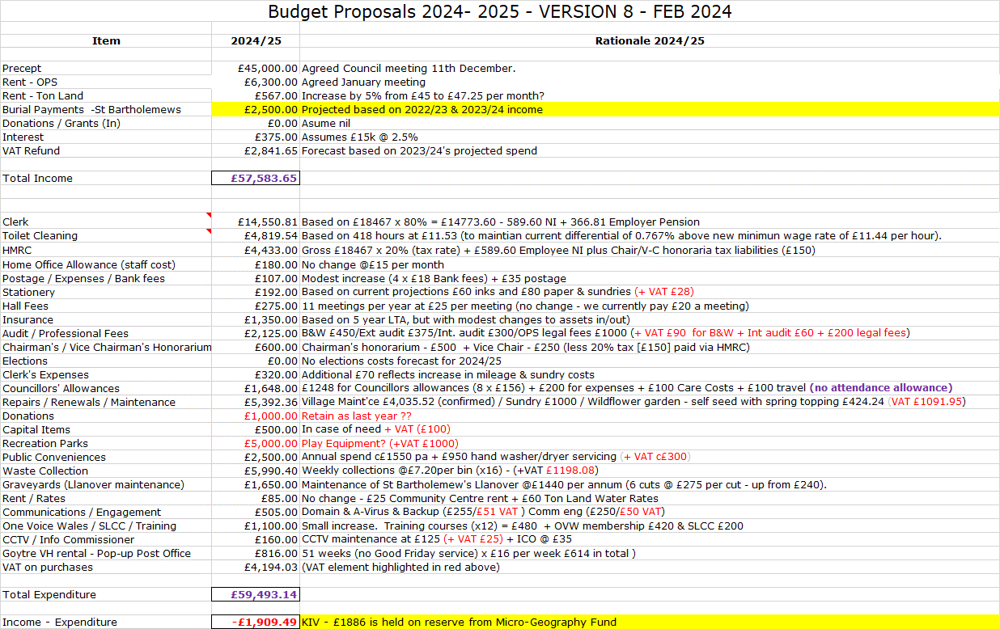 Budget Proposals 2024- 2025 - VERSION 8 - FEB 2024
Item 2024/25 Rationale 2024/25
Precept £45,000.00 Agreed Council meeting 11th December.
Rent - OPS £6,300.00 Agreed January meeting
Rent - Ton Land £567.00 Increase by 5% from £45 to £47.25 per month?
Burial Payments -St Bartholemews £2,500.00 Projected based on 2022/23 & 2023/24 income
Donations / Grants (In) £0.00 Asume nil
Interest £375.00 Assumes £15k @ 2.5%
VAT Refund £2,841.65 Forecast based on 2023/24's projected spend
Total Income £57,583.65
Clerk £14,550.81 Based on £18467 x 80% = £14773.60 - 589.60 NI + 366.81 Employer Pension
Toilet Cleaning £4,819.54 Based on 418 hours at £11.53 (to maintian current differential of 0.767% above new minimun wage rate of £11.44 per hour).
HMRC £4,433.00 Gross £18467 x 20% (tax rate) + £589.60 Employee NI plus Chair/V-C honoraria tax liabilities (£150)
Home Office Allowance (staff cost) £180.00 No change @£15 per month
Postage / Expenses / Bank fees £107.00 Modest increase (4 x £18 Bank fees) + £35 postage
Stationery £192.00 Based on current projections £60 inks and £80 paper & sundries (+ VAT £28)
Hall Fees £275.00 11 meetings per year at £25 per meeting (no change - we currently pay £20 a meeting)
Insurance £1,350.00 Based on 5 year LTA, but with modest changes to assets in/out)
Audit / Professional Fees £2,125.00 B&W £450/Ext audit £375/Int. audit £300/OPS legal fees £1000 (+ VAT £90 for B&W + Int audit £60 + £200 legal fees)
Chairman's / Vice Chairman's Honorarium £600.00 Chairman's honorarium - £500 + Vice Chair - £250 (less 20% tax [£150] paid via HMRC)
Elections £0.00 No elections costs forecast for 2024/25
Clerk's Expenses £320.00 Additional £70 reflects increase in mileage & sundry costs
Councillors' Allowances £1,648.00 £1248 for Councillors allowances (8 x £156) + £200 for expenses + £100 Care Costs + £100 travel (no attendance allowance)
Repairs / Renewals / Maintenance £5,392.36 Village Maint'ce £4,035.52 (confirmed) / Sundry £1000 / Wildflower garden - self seed with spring topping £424.24 (VAT £1091.95)
Donations £1,000.00 Retain as last year ??
Capital Items £500.00 In case of need + VAT (£100)
Recreation Parks £5,000.00 Play Equipment? (+VAT £1000)
Public Conveniences £2,500.00 Annual spend c£1550 pa + £950 hand washer/dryer servicing (+ VAT c£300)
Waste Collection £5,990.40 Weekly collections @£7.20per bin (x16) - (+VAT £1198.08)
Graveyards (Llanover maintenance) £1,650.00 Maintenance of St Bartholemew's Llanover @£1440 per annum (6 cuts @ £275 per cut - up from £240).
Rent / Rates £85.00 No change - £25 Community Centre rent + £60 Ton Land Water Rates
Communications / Engagement £505.00 Domain & A-Virus & Backup (£255/£51 VAT ) Comm eng (£250/£50 VAT)
One Voice Wales / SLCC / Training £1,100.00 Small increase. Training courses (x12) = £480 + OVW membership £420 & SLCC £200
CCTV / Info Commissioner £160.00 CCTV maintenance at £125 (+ VAT £25) + ICO @ £35
Goytre VH rental - Pop-up Post Office £816.00 51 weeks (no Good Friday service) x £16 per week £614 in total )
VAT on purchases £4,194.03 (VAT element highlighted in red above)
Total Expenditure £59,493.14
Income - Expenditure -£1,909.49 KIV - £1886 is held on reserve from Micro-Geography Fund